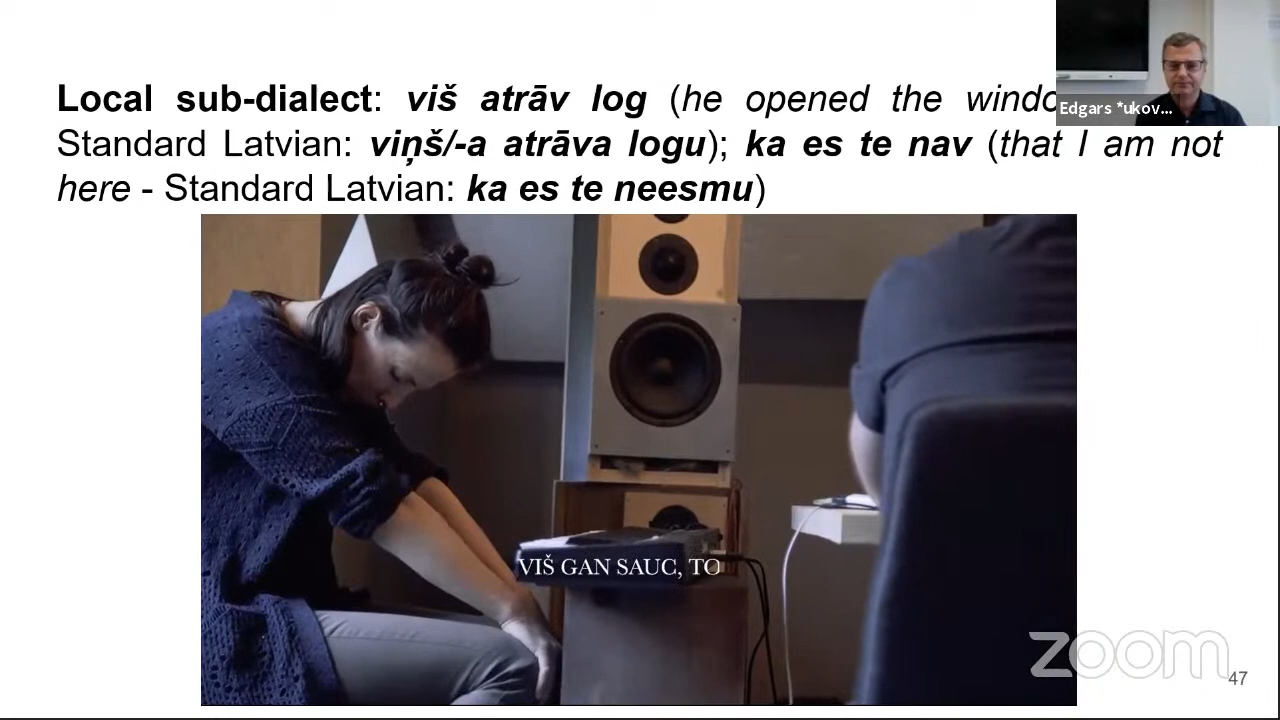 Local sub-dialect: viš atrāv log (he opened the
Standard Latvian: viņš/-a atrāva logu); ka es te nav (that I am not
here - Standard Latvian: ka es te neesmu)
Edgars *ukov...
VIŠ GAN SAUC, TO
zoom
47